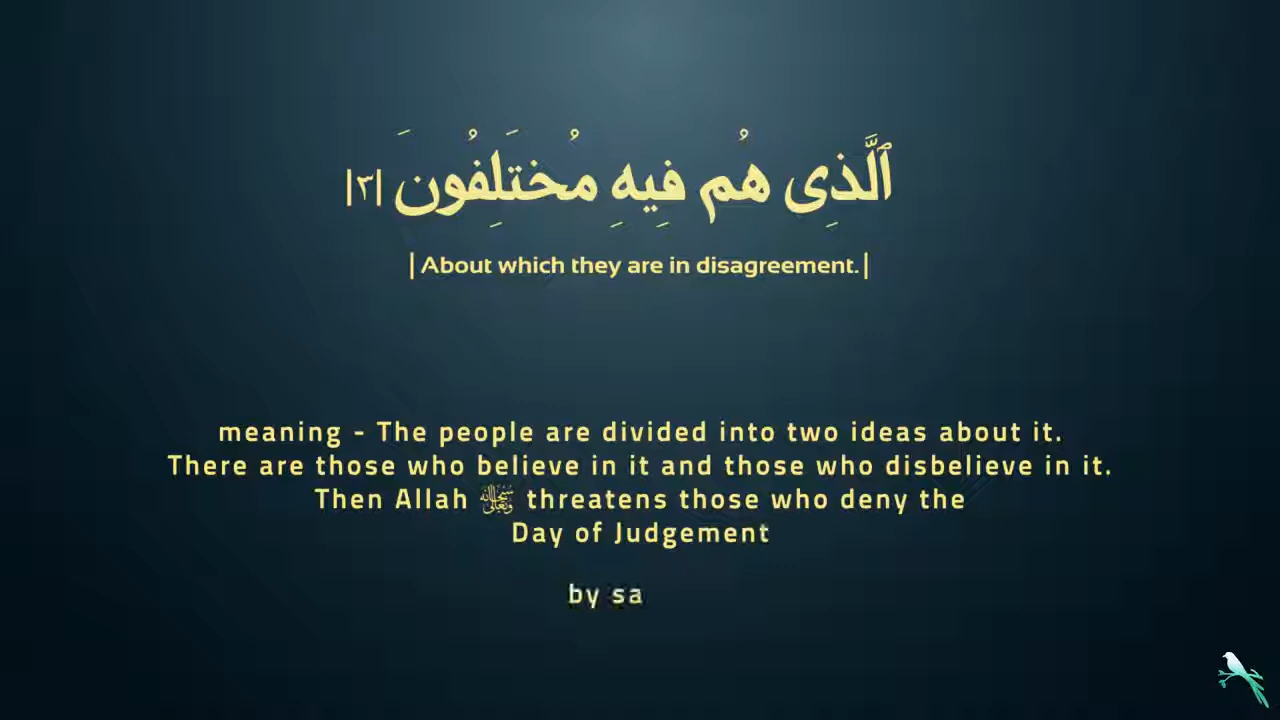 ٱلَّذِى هُم فِيهِ مُختَلِفُونَ |٣|
| About which they are in disagreement. |
meaning - The people are divided into two ideas about it.
There are those who believe in it and those who disbelieve in it.
Then Allah ﷻ threatens those who deny the
Day of Judgement
by sa